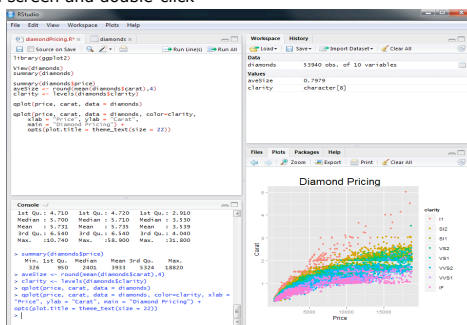 screen and double-click
RStudio
File Edit View Workspace Plots Help
diamondPricing.R* diamonds
Source on Save Run Line(s) Run All
library(ggplot2)
View(diamonds)
summary(diamonds)
summary(diamonds$price)
aveSize <- round(mean(diamonds$carat),4)
clarity <- levels(diamonds$clarity)
qplot(price, carat, data = diamonds)
qplot(price, carat, data = diamonds, color=clarity,
xlab = "Price", ylab = "Carat",
main = "Diamond Pricing") +
opts(plot.title = theme_text(size = 22))
Console ~/
1st Qu.: 4.710 1st Qu.: 4.720 1st Qu.: 2.910
Median : 5.700 Median : 5.710 Median : 3.530
Mean : 5.731 Mean : 5.735 Mean : 3.539
3rd Qu.: 6.540 3rd Qu.: 6.540 3rd Qu.: 4.040
Max. :10.740 Max. :58.900 Max. :31.800
> summary(diamonds$price)
Min. 1st Qu. Median Mean 3rd Qu. Max.
326 950 2401 3933 5324 18820
> aveSize <- round(mean(diamonds$carat),4)
> clarity <- levels(diamonds$clarity)
> qplot(price, carat, data = diamonds)
> qplot(price, carat, data = diamonds, color=clarity, xlab =
"Price", ylab = "Carat", main = "Diamond Pricing") +
opts(plot.title = theme_text(size = 22))
>
Workspace History
Load Save Import Dataset Clear All
Data
diamonds 53940 obs. of 10 variables
Values
aveSize 0.7979
clarity character[8]
Files Plots Packages Help
Zoom Export Print Clear All
Diamond Pricing
Carat
5
4
3
2
1
5000 10000 15000
Price
clarity
I1
SI2
SI1
VS2
VS1
VVS2
VVS1
IF